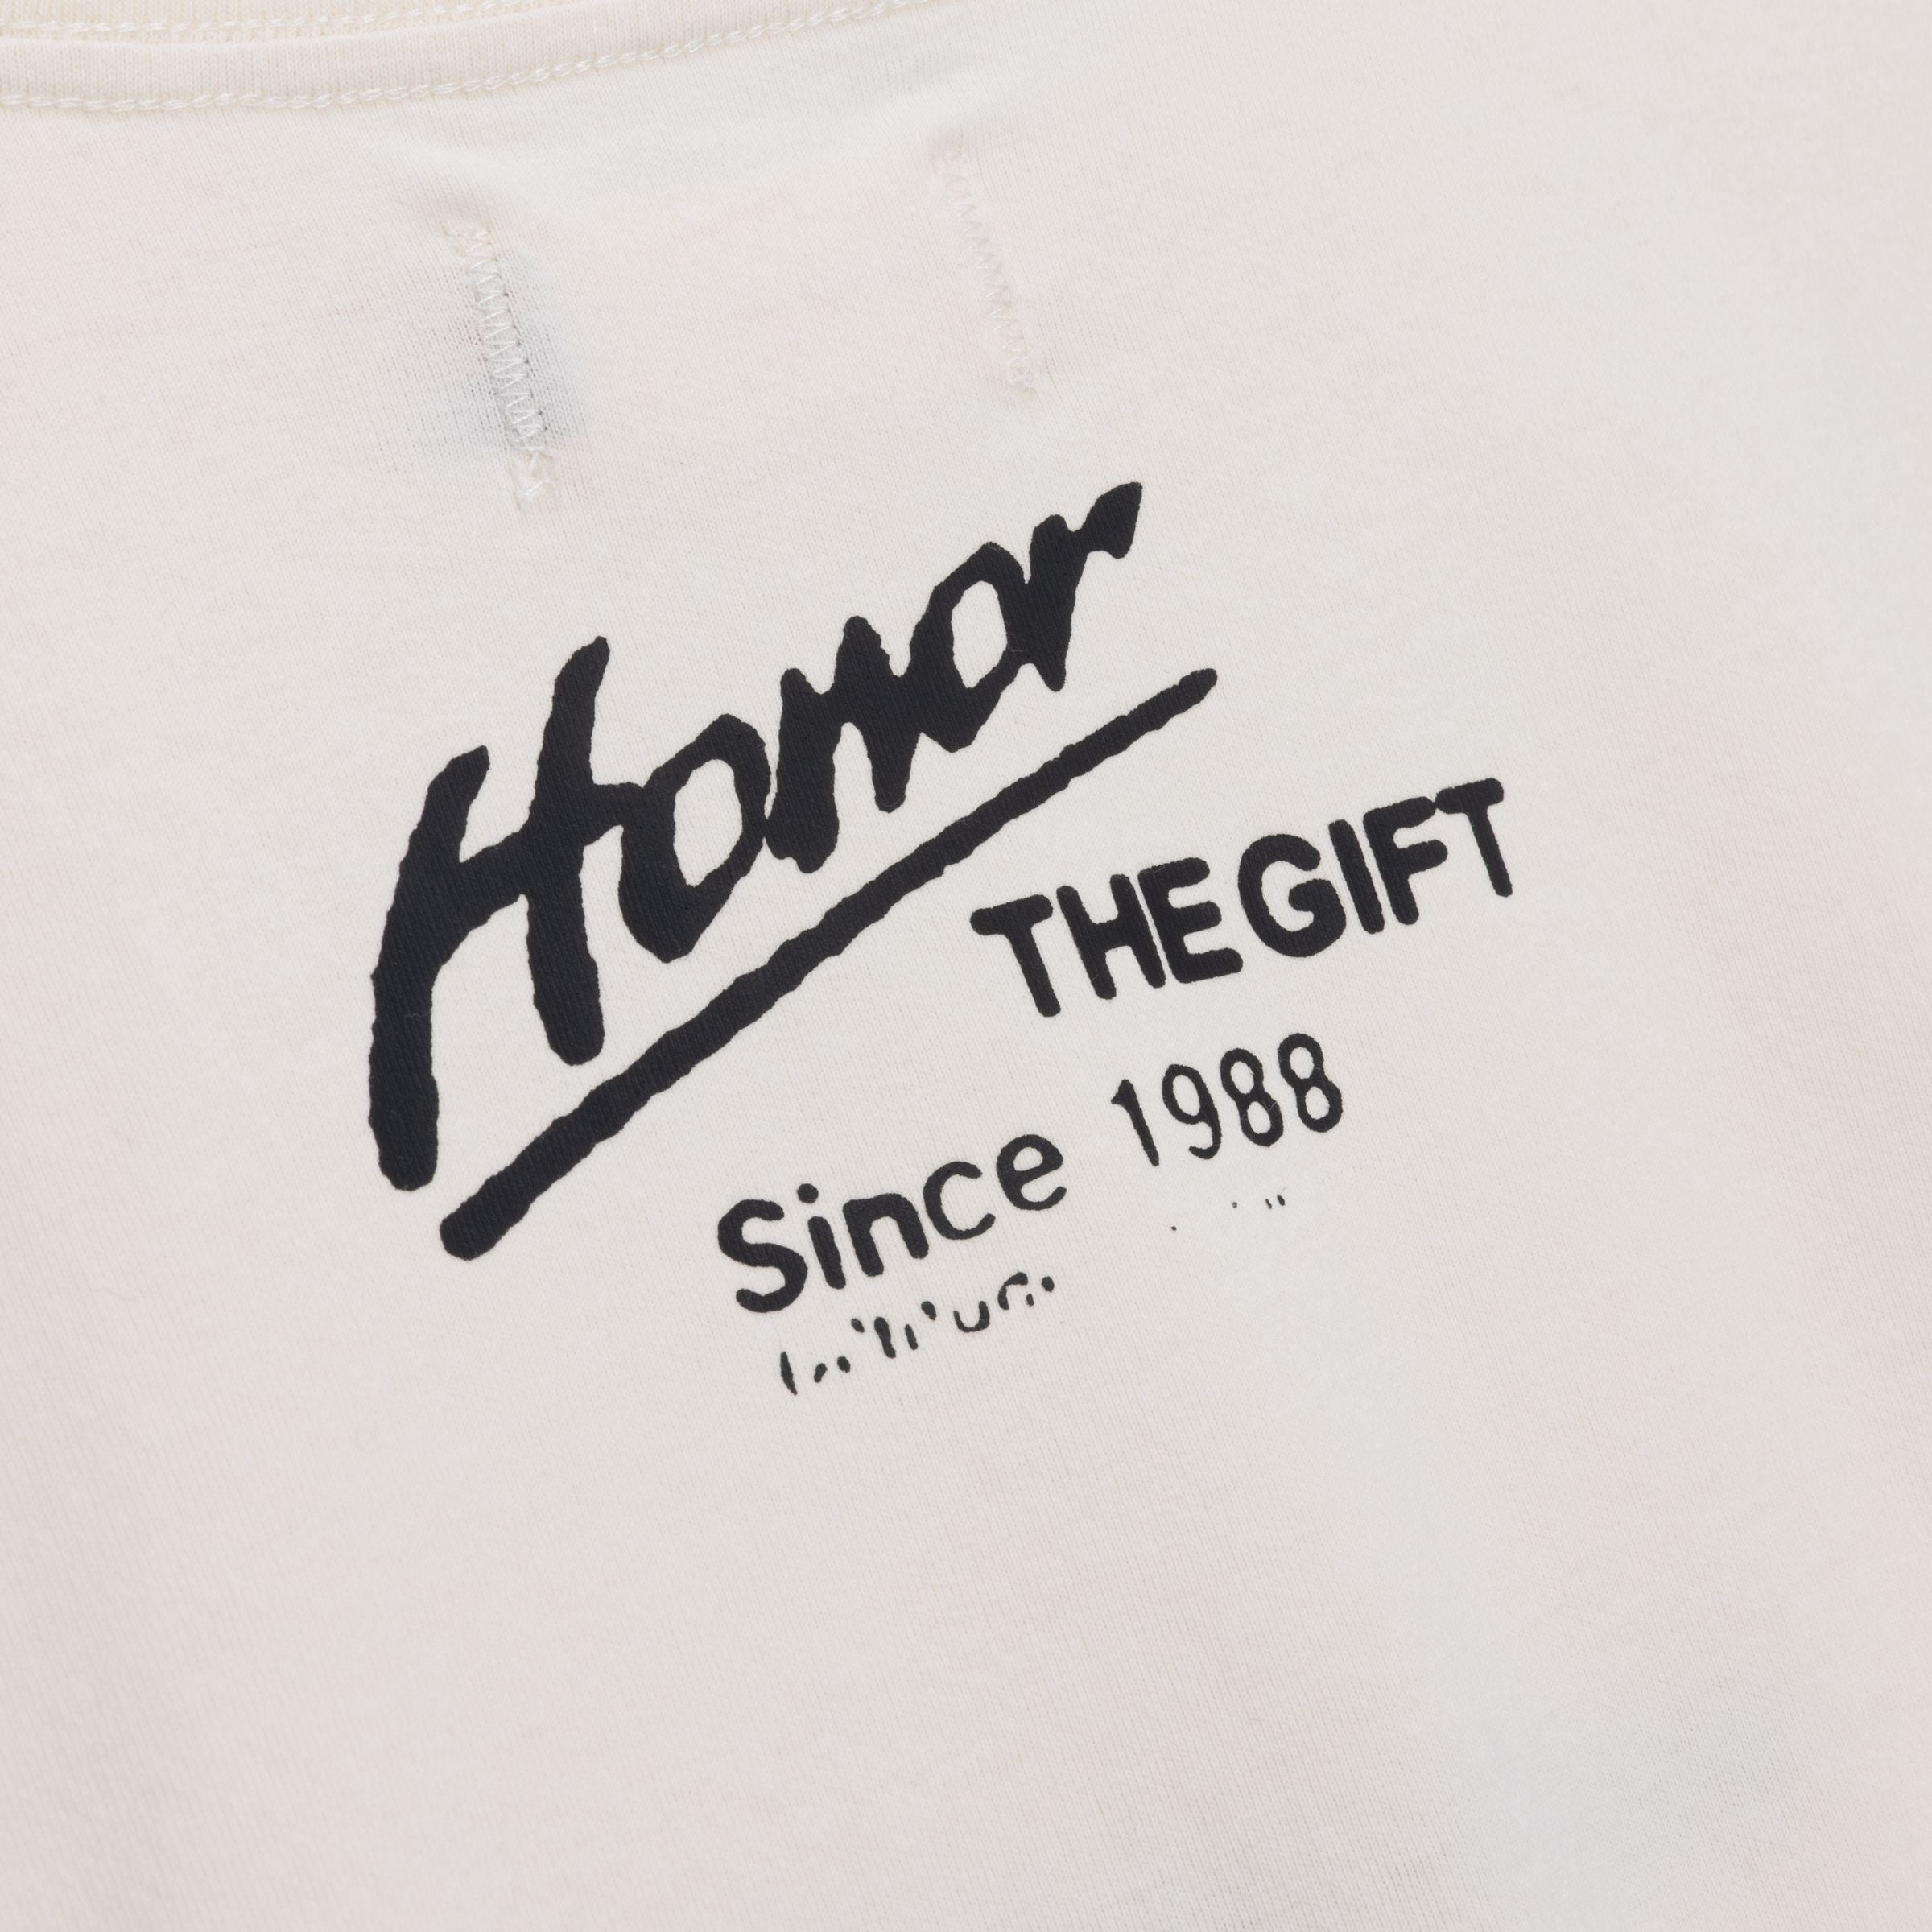 Honor
THE GIFT
Since 1988